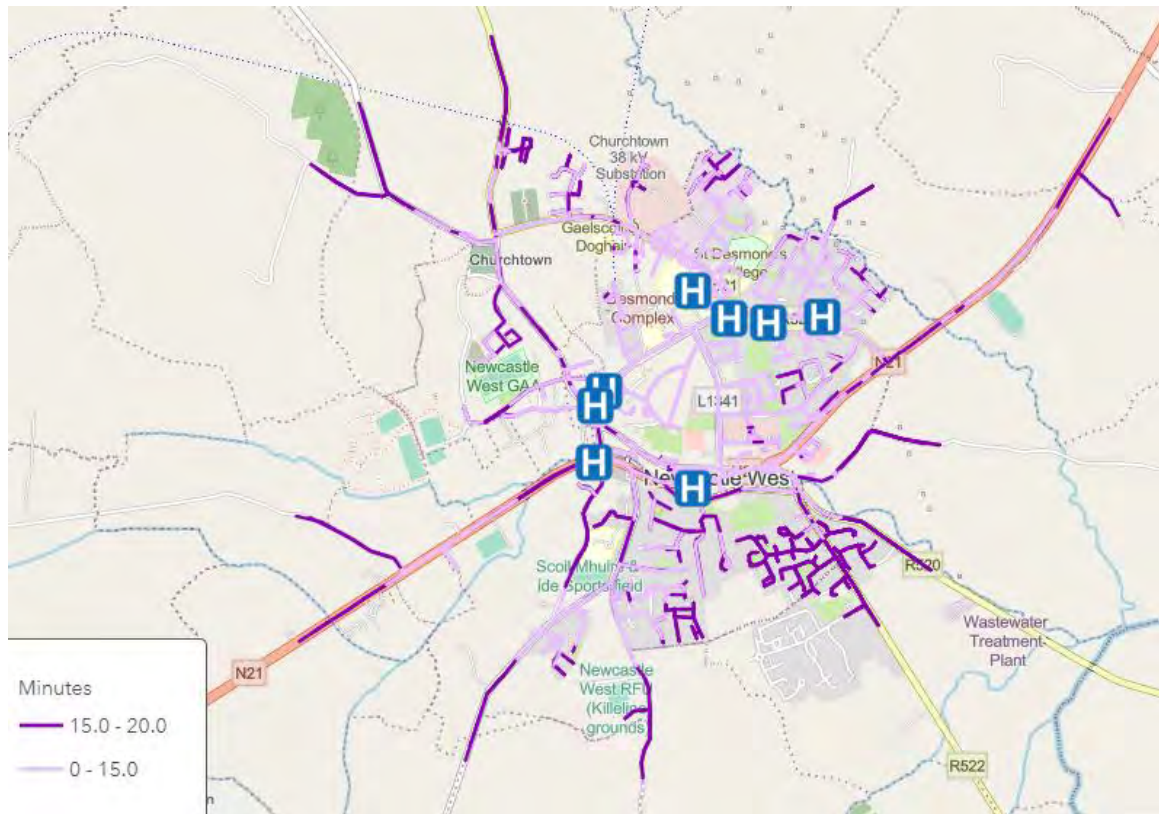 Churchtown
38 kV
Substation
Gaelscoil Ó
Doghair
Churchtown
St Desmond's
College
Desmond
Complex
H
H
H
H
Newcastle
West GAA
H
H
L1341
N21
H
H
Newcastle West
Scoil Mhuire &
Ide Sportsfield
R520
Wastewater
Treatment
Plant
Newcastle
West RFU
(Killeline
grounds)
N21
R522
Minutes
15.0 - 20.0
0 - 15.0